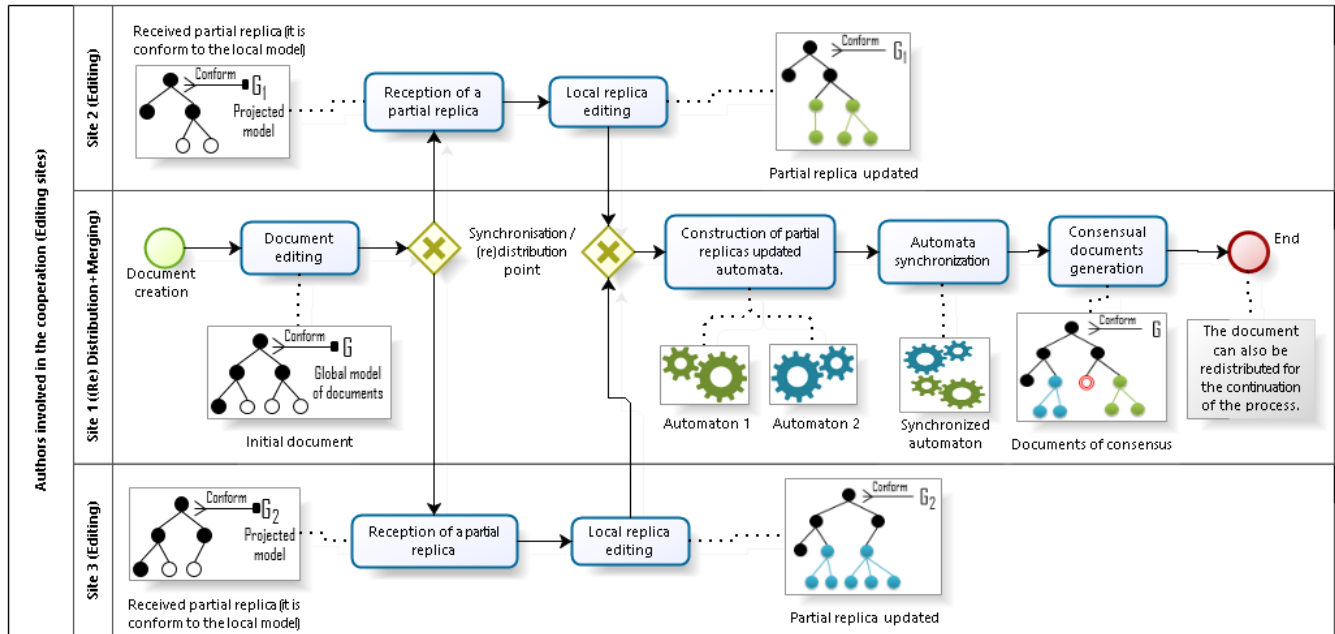 Authors involved in the cooperation (Editing sites)
Site 2 (Editing)
Received partial replica(it is
conform to the local model)
Conform
G1
Projected
model
Reception of a
partial replica
Local replica
editing
Conform
G1
Partial replica updated
Site 1 ((Re) Distribution+Merging)
Document
creation
Document
editing
Conform
G
Global model
of documents
Initial document
Synchronisation /
(re)distribution
point
Construction of partial
replicas updated
automata.
Automaton 1
Automaton 2
Automata
synchronization
Synchronized
automaton
Consensual
documents
generation
Conform
G
Documents of consensus
End
The document
can also be
redistributed for
the continuation
of the process.
Site 3 (Editing)
Conform
G2
Projected
model
Received partial replica(it is
conform to the local model)
Reception of a partial
replica
Local replica
editing
Conform
G2
Partial replica updated